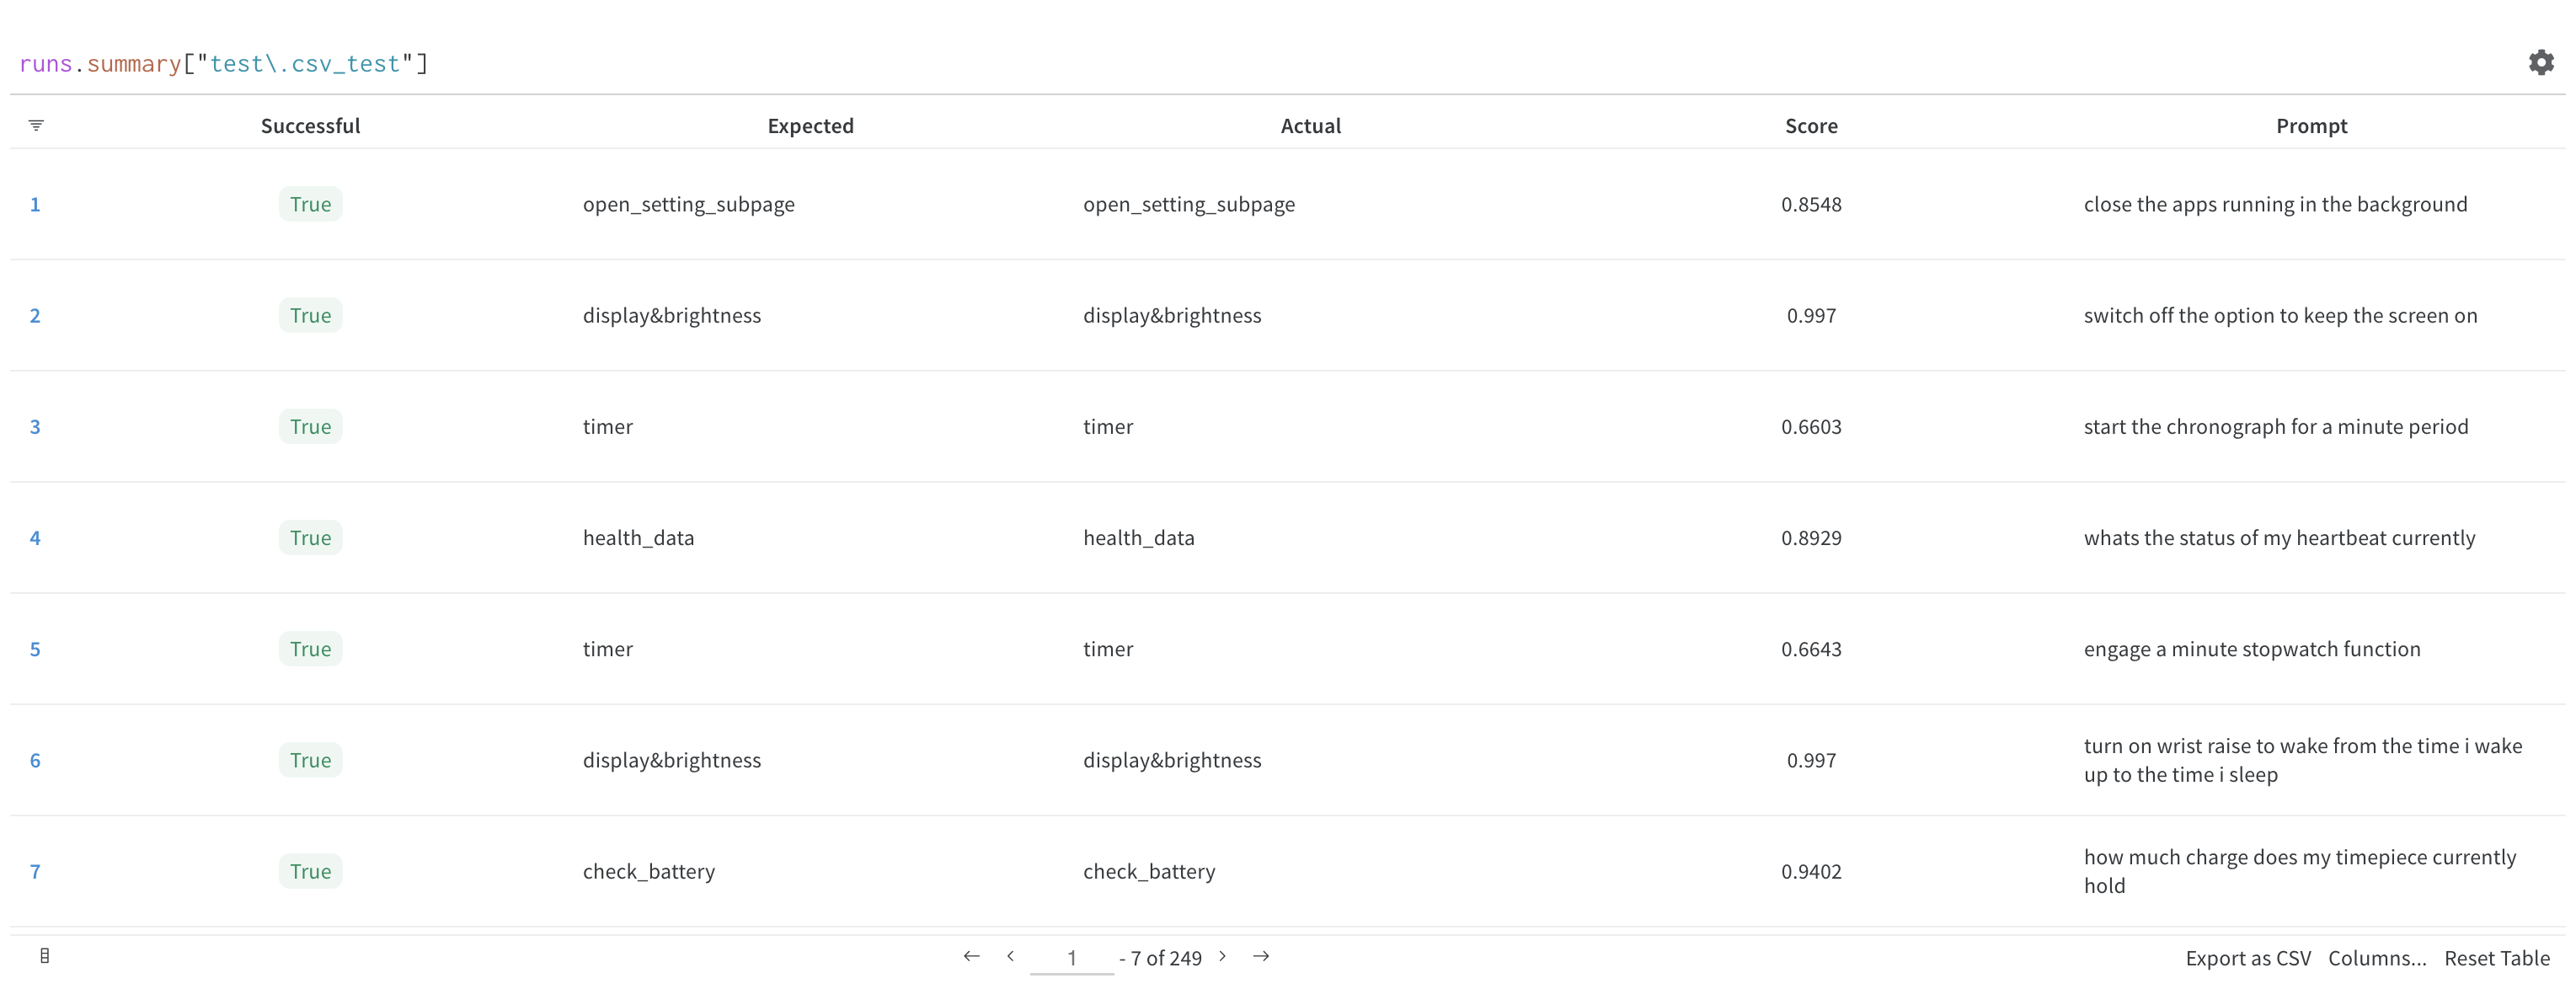 runs.summary["test\.csv_test"]
Successful Expected Actual Score Prompt
1 True open_setting_subpage open_setting_subpage 0.8548 close the apps running in the background
2 True display&brightness display&brightness 0.997 switch off the option to keep the screen on
3 True timer timer 0.6603 start the chronograph for a minute period
4 True health_data health_data 0.8929 whats the status of my heartbeat currently
5 True timer timer 0.6643 engage a minute stopwatch function
6 True display&brightness display&brightness 0.997 turn on wrist raise to wake from the time i wake
up to the time i sleep
7 True check_battery check_battery 0.9402 how much charge does my timepiece currently
hold
1 - 7 of 249 Export as CSV Columns... Reset Table